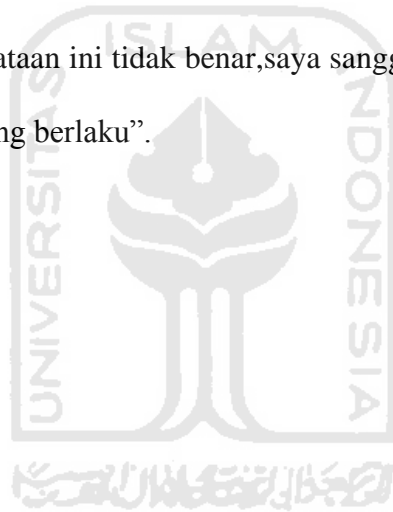 ataan ini tidak benar,saya sangg
ng berlaku”.
ISLAM
UNIVERSITAS
INDONESIA